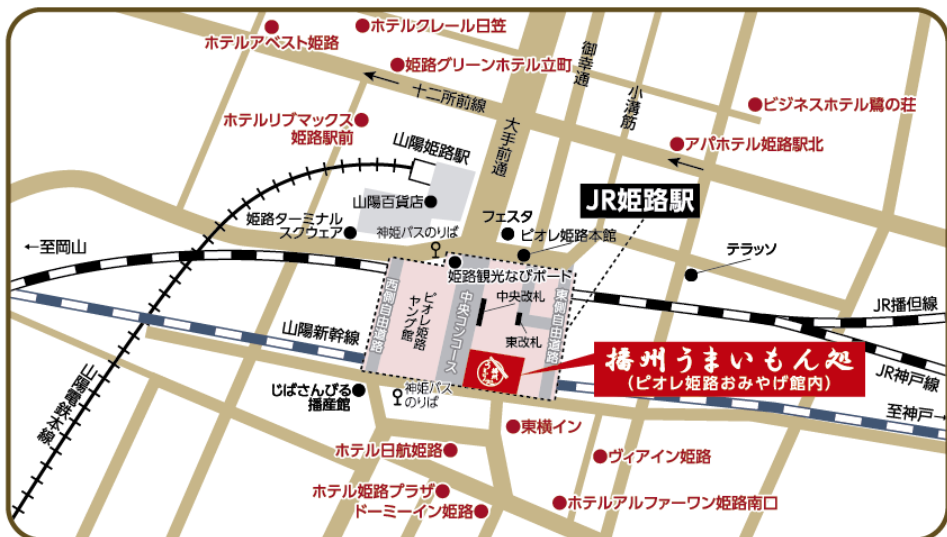 ホテルクレール日笠
ホテルアベスト姫路
姫路グリーンホテル立町
御幸通
小溝筋
十二所前線
ビジネスホテル鷺の荘
ホテルリブマックス
姫路駅前
大手前通
アパホテル姫路駅北
山陽姫路駅
山陽百貨店
JR姫路駅
姫路ターミナル
スクウェア
神姫バスのりば
フェスタ
ピオレ姫路本館
テラッソ
←至岡山
姫路観光なびポート
西側自由通路
ピオレ姫路
ヤング館
中央コンコース
中央改札
東改札
東側自由通路
JR播但線
山陽新幹線
播州うまいもん処
(ピオレ姫路おみやげ館内)
JR神戸線
山陽電鉄本線
じばさんびる
播産館
神姫バス
のりば
至神戸→
東横イン
ホテル日航姫路
ヴィアイン姫路
ホテル姫路プラザ
ドーミーイン姫路
ホテルアルファーワン姫路南口